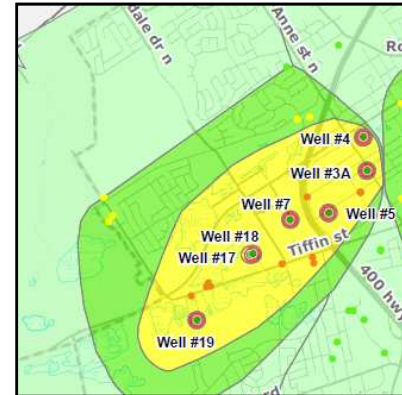 dale dr n
Anne st n
Ro
Well #4
Well #3A
Well #7
Well #5
Well #18
Tiffin st
Well #17
400 hwy
Well #19
rd